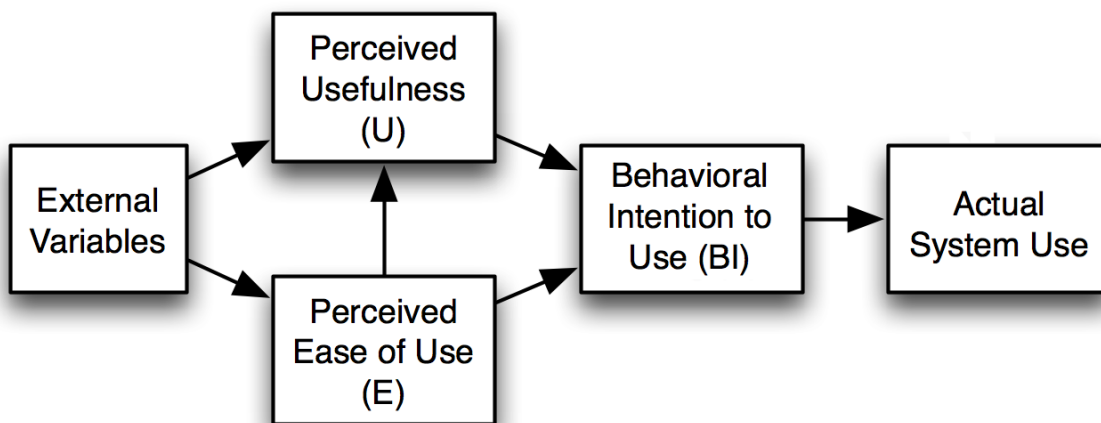 Perceived
Usefulness
(U)
External
Variables
Perceived
Ease of Use
(E)
Behavioral
Intention to
Use (BI)
Actual
System Use